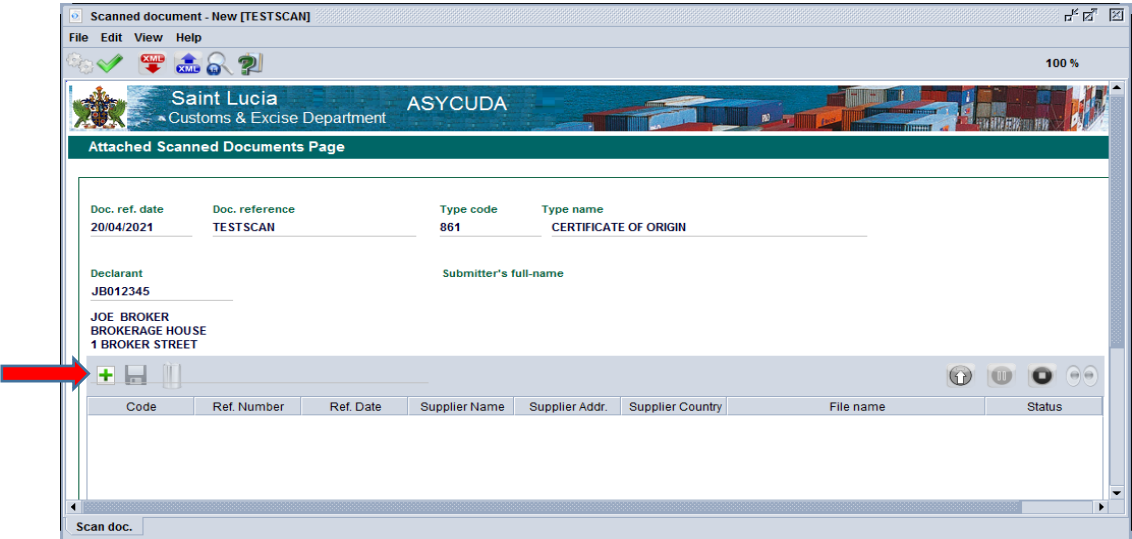 Scanned document - New [TESTSCAN]
File Edit View Help
XML XML
100 %
Saint Lucia
Customs & Excise Department
ASYCUDA
Attached Scanned Documents Page
Doc. ref. date Doc. reference Type code Type name
20/04/2021 TESTSCAN 861 CERTIFICATE OF ORIGIN
Declarant Submitter's full-name
JB012345
JOE BROKER
BROKERAGE HOUSE
1 BROKER STREET
Code Ref. Number Ref. Date Supplier Name Supplier Addr. Supplier Country File name Status
Scan doc.